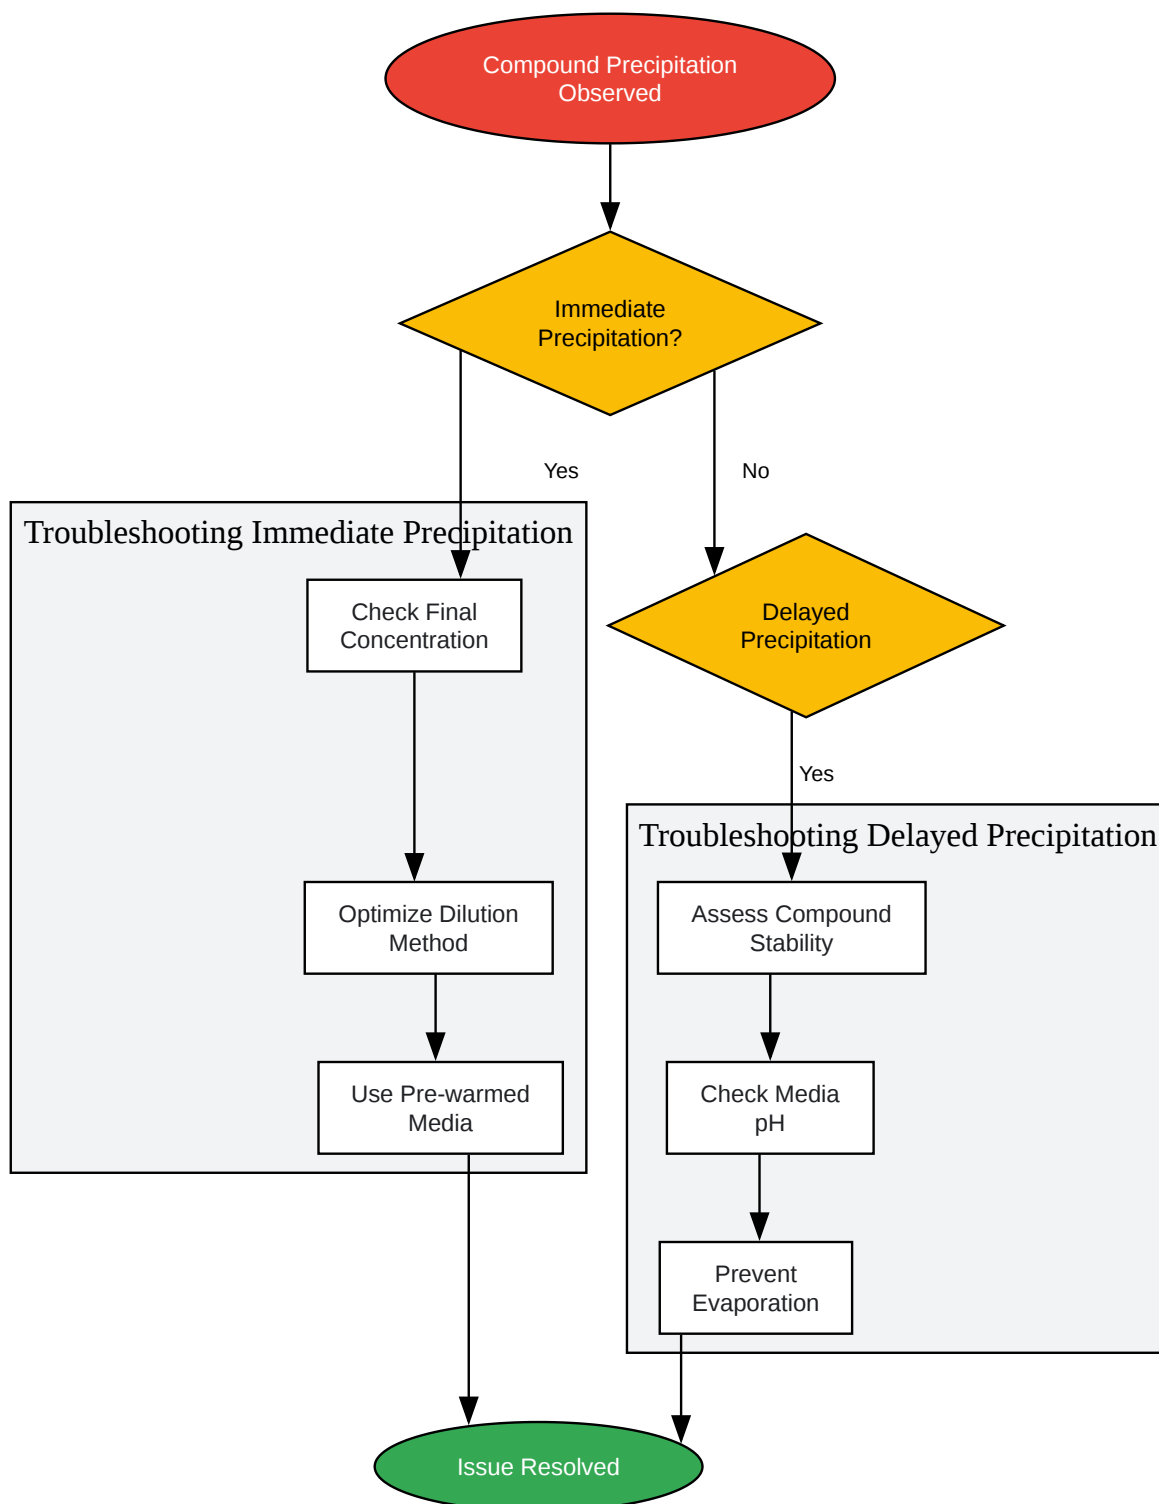 Compound Precipitation
Observed
Immediate
Precipitation?
Yes
No
Troubleshooting Immediate Precipitation
Check Final
Concentration
Delayed
Precipitation
Yes
Troubleshooting Delayed Precipitation
Optimize Dilution
Method
Assess Compound
Stability
Use Pre-warmed
Media
Check Media
pH
Prevent
Evaporation
Issue Resolved